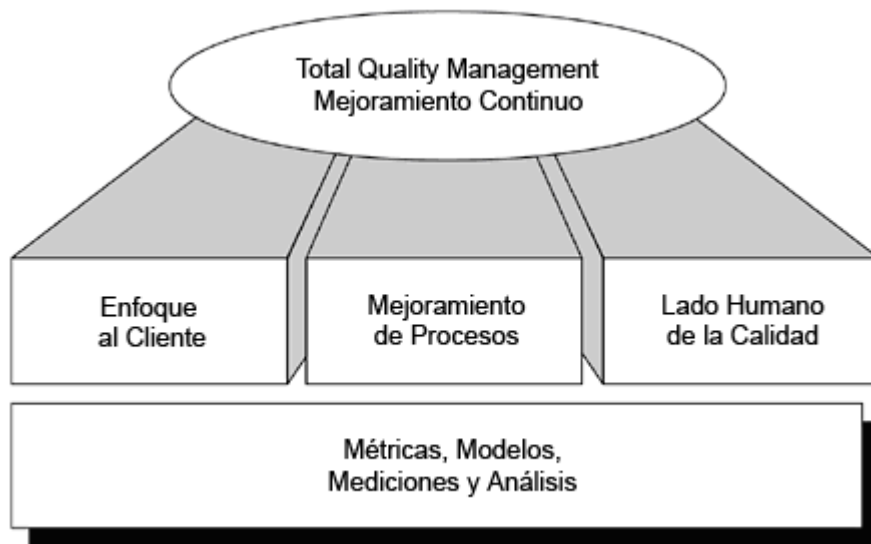 Total Quality Management
Mejoramiento Continuo
Enfoque
al Cliente
Mejoramiento
de Procesos
Lado Humano
de la Calidad
Métricas, Modelos,
Mediciones y Análisis